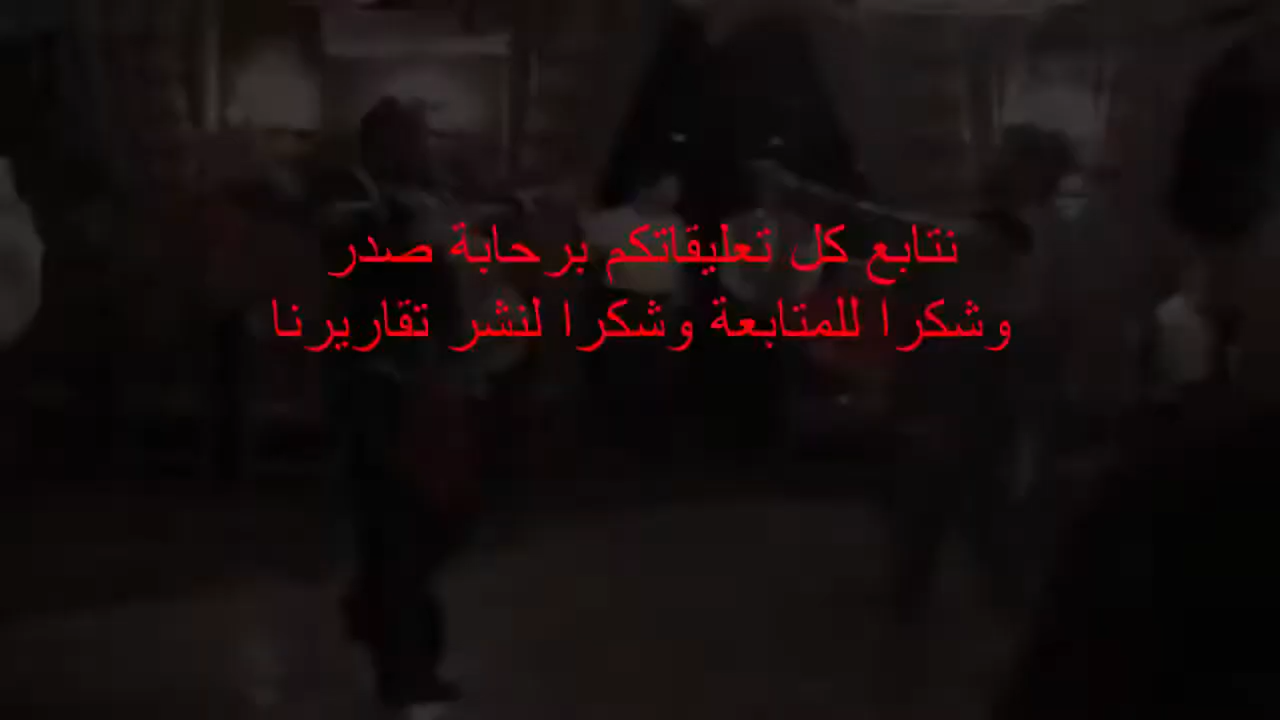 نتابع كل تعليقاتكم برحابة صدر
وشكرا للمتابعة وشكرا لنشر تقاريرنا